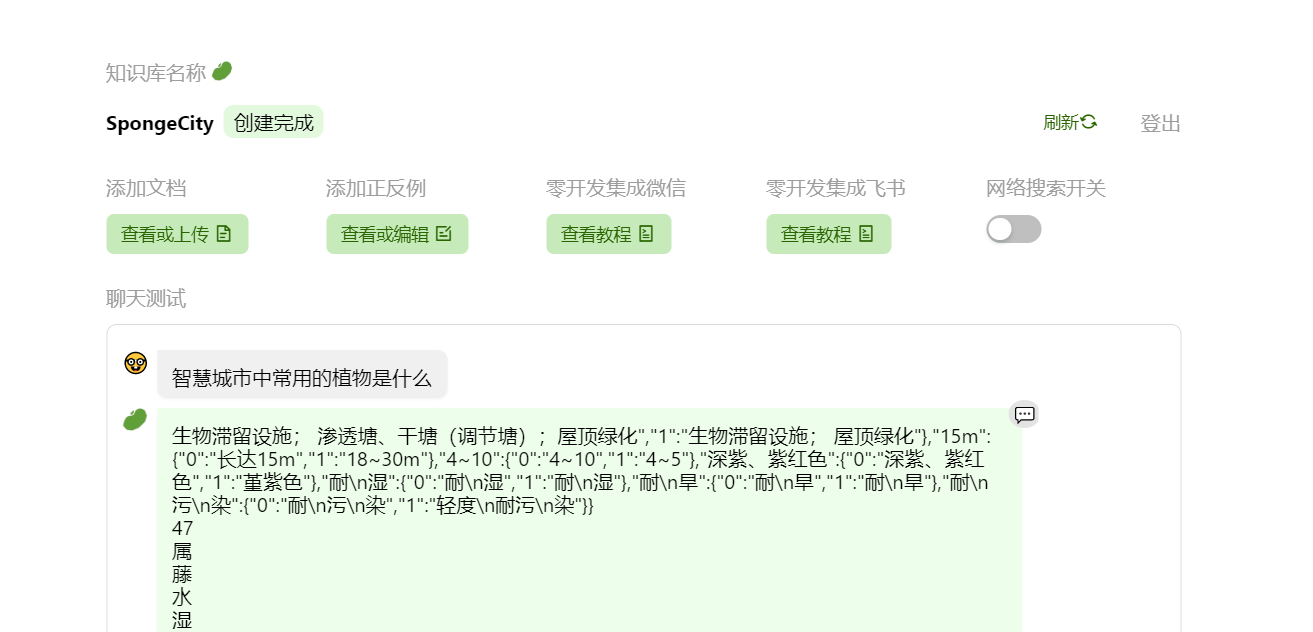 知识库名称
SpongeCity 创建完成 刷新 登出
添加文档 添加正反例 零开发集成微信 零开发集成飞书 网络搜索开关
查看或上传 查看或编辑 查看教程 查看教程
聊天测试
智慧城市中常用的植物是什么
生物滞留设施； 渗透塘、干塘（调节塘）；屋顶绿化","1":"生物滞留设施； 屋顶绿化"},"15m":
{"0":"长达15m","1":"18~30m"},"4~10":{"0":"4~10","1":"4~5"},"深紫、紫红色":{"0":"深紫、紫红
色","1":"堇紫色"},"耐\n湿":{"0":"耐\n湿","1":"耐\n湿"},"耐\n旱":{"0":"耐\n旱","1":"耐\n旱"},"耐\n
污\n染":{"0":"耐\n污\n染","1":"轻度\n耐污\n染"}}
47
属
藤
水
湿